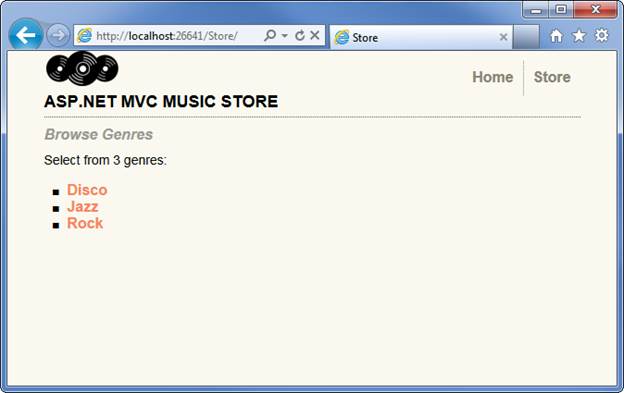 http://localhost:26641/Store/
Store
Home
Store
ASP.NET MVC MUSIC STORE
Browse Genres
Select from 3 genres:
Disco
Jazz
Rock